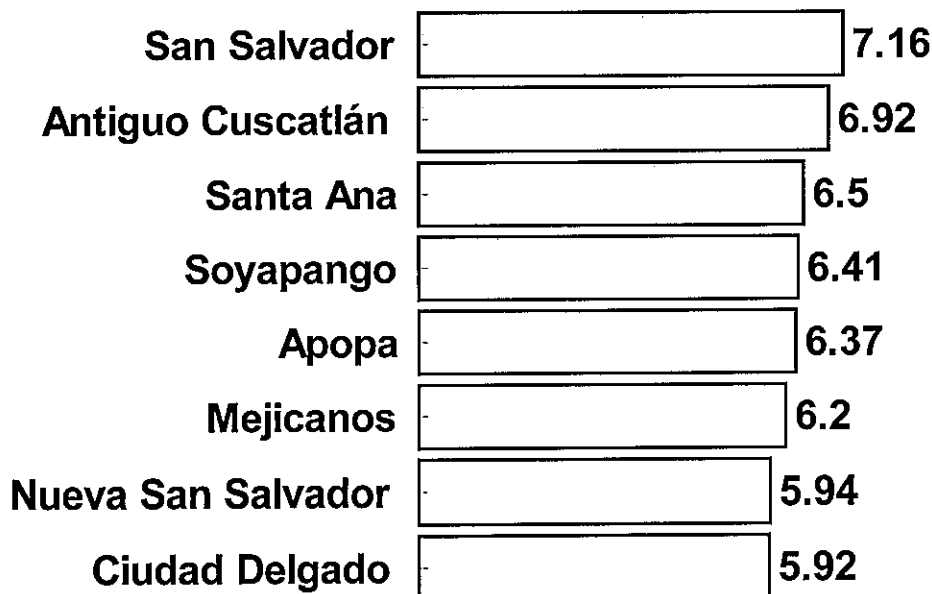 San Salvador 7.16
Antiguo Cuscatlán 6.92
Santa Ana 6.5
Soyapango 6.41
Apopa 6.37
Mejicanos 6.2
Nueva San Salvador 5.94
Ciudad Delgado 5.92